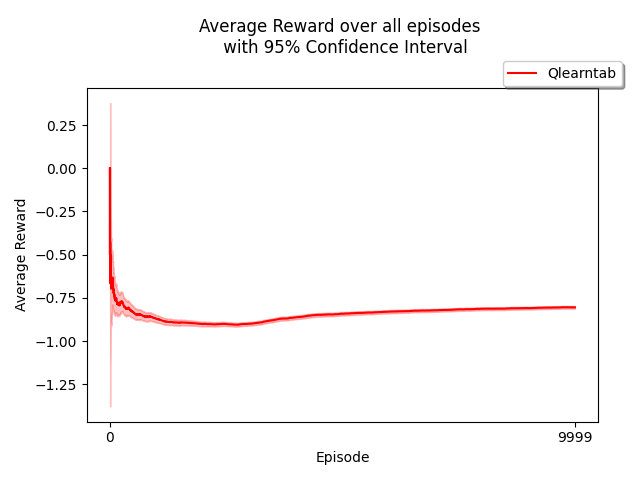 Average Reward over all episodes
with 95% Confidence Interval
Qlearntab
0.25
0.00
−0.25
−0.50
−0.75
−1.00
−1.25
Average Reward
0
9999
Episode